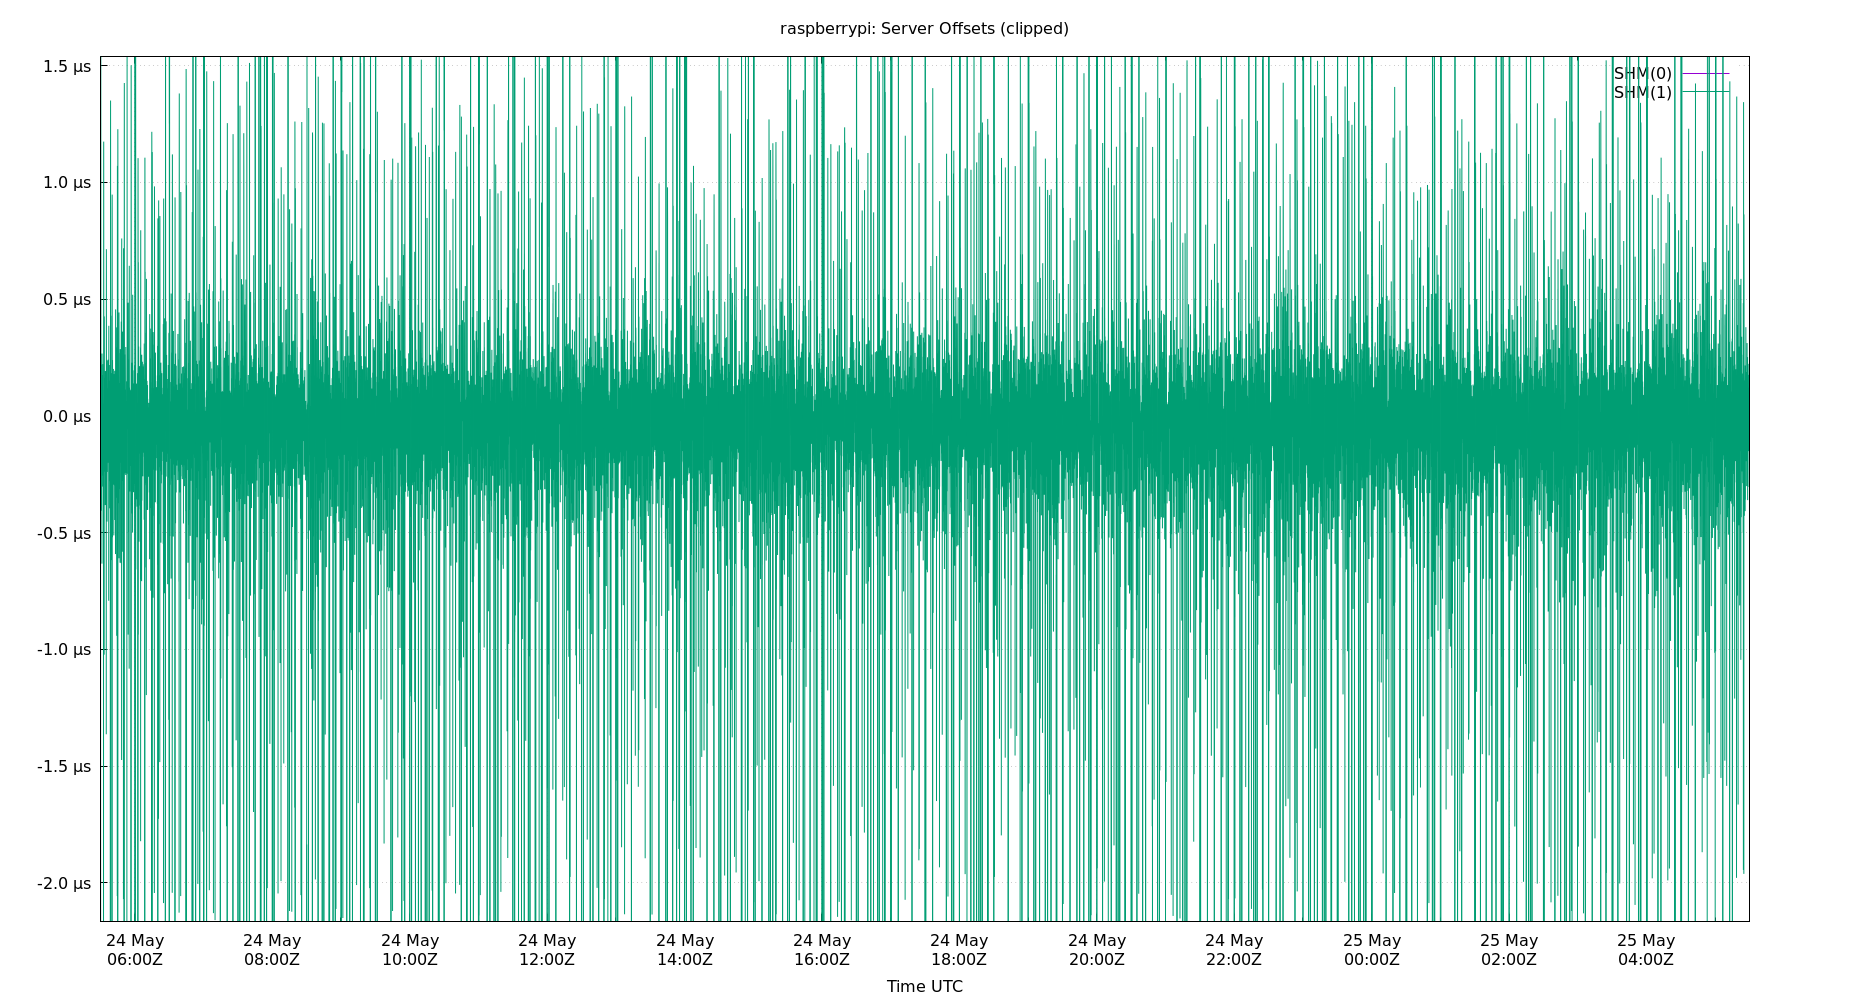 raspberrypi: Server Offsets (clipped)
1.5 µs
1.0 µs
0.5 µs
0.0 µs
-0.5 µs
-1.0 µs
-1.5 µs
-2.0 µs
SHM(0)
SHM(1)
24 May 24 May 24 May 24 May 24 May 24 May 24 May 24 May 24 May 25 May 25 May 25 May
06:00Z 08:00Z 10:00Z 12:00Z 14:00Z 16:00Z 18:00Z 20:00Z 22:00Z 00:00Z 02:00Z 04:00Z
Time UTC